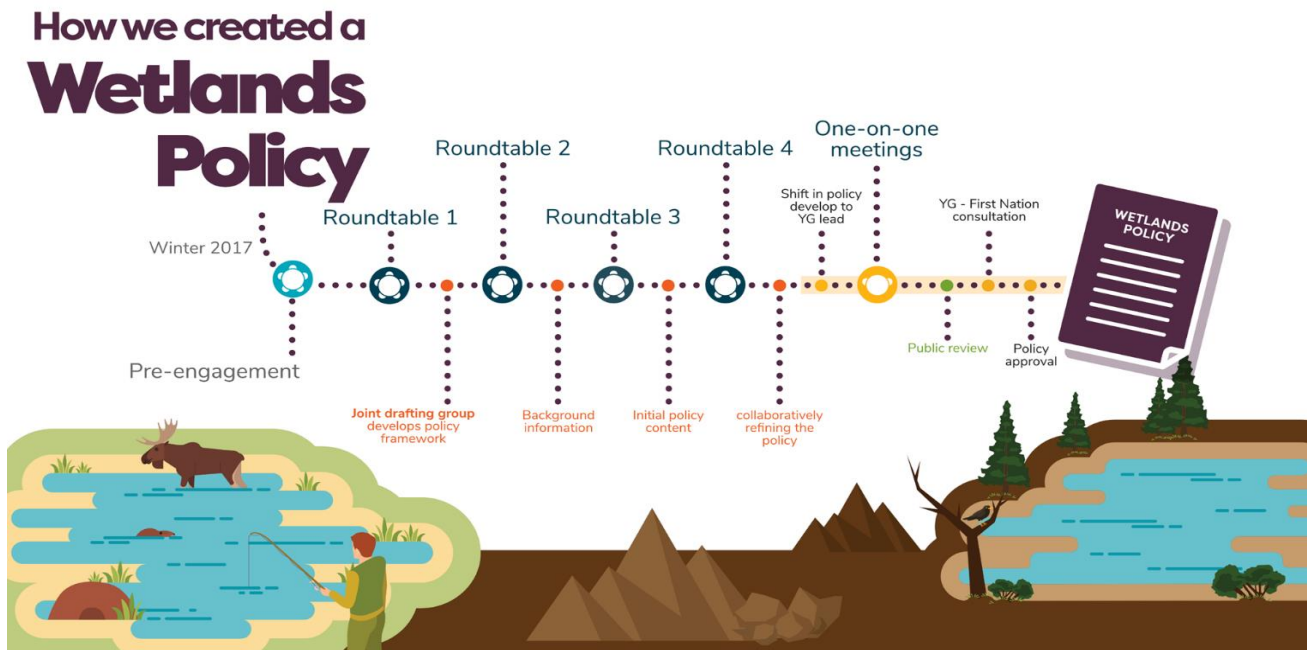 How we created a
Wetlands
Policy
Winter 2017
Pre-engagement
Roundtable 1
Joint drafting group
develops policy
framework
Roundtable 2
Background
information
Roundtable 3
Initial policy
content
Roundtable 4
collaboratively
refining the
policy
Shift in policy
develop to
YG lead
One-on-one
meetings
Public review
YG - First Nation
consultation
Policy
approval
WETLANDS
POLICY